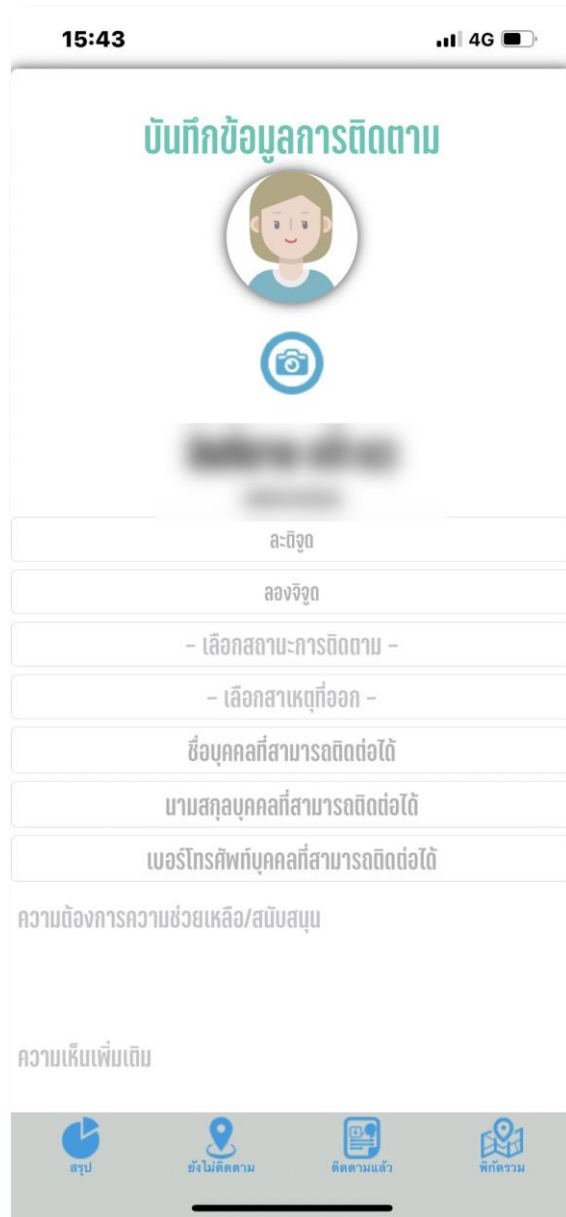 15:43
4G
บันทึกข้อมูลการติดตาม
ละติจูด
ลองจิจูด
- เลือกสถานะการติดตาม -
- เลือกสาเหตุที่ออก -
ชื่อบุคคลที่สามารถติดต่อได้
นามสกุลบุคคลที่สามารถติดต่อได้
เบอร์โทรศัพท์บุคคลที่สามารถติดต่อได้
ความต้องการความช่วยเหลือ/สนับสนุน
ความเห็นเพิ่มเติม
สรุป ยังไม่ติดตาม ติดตามแล้ว พิกัดรวม